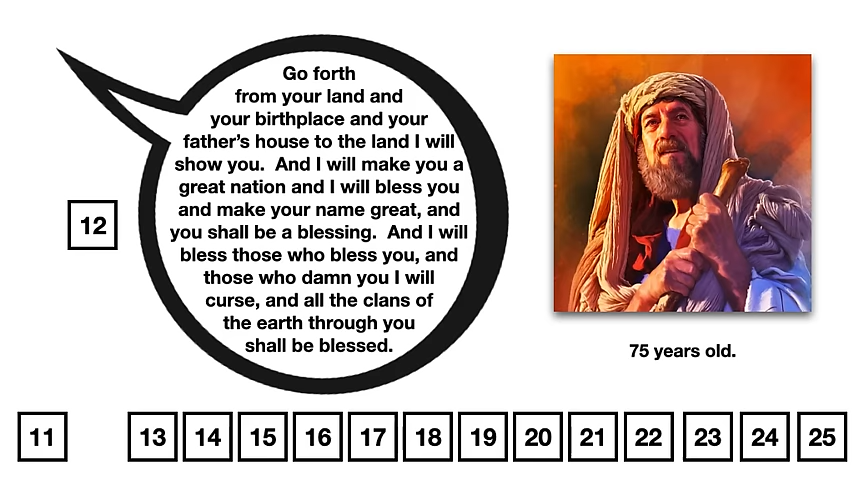 Go forth
from your land and
your birthplace and your
father’s house to the land I will
show you.  And I will make you a
great nation and I will bless you
and make your name great, and
you shall be a blessing.  And I will
bless those who bless you, and
those who damn you I will
curse, and all the clans of
the earth through you
shall be blessed.
12
75 years old.
11 13 14 15 16 17 18 19 20 21 22 23 24 25